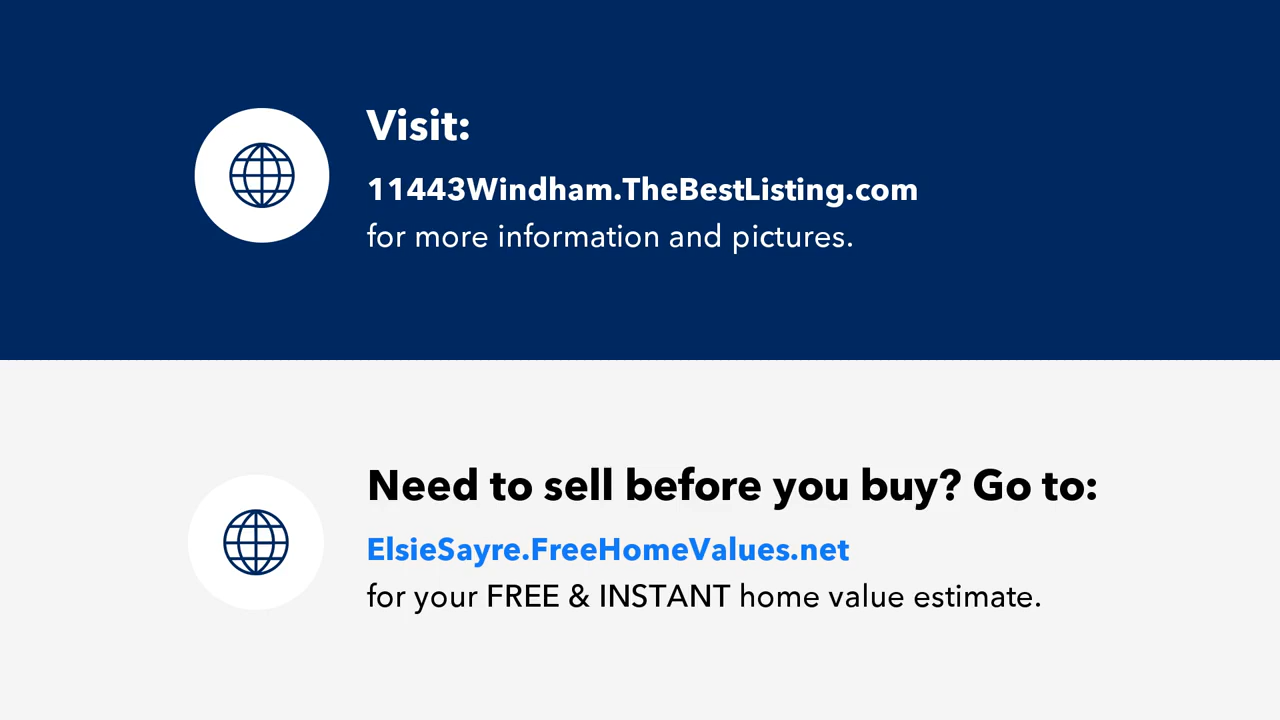 Visit:
11443Windham.TheBestListing.com
for more information and pictures.
Need to sell before you buy? Go to:
ElsieSayre.FreeHomeValues.net
for your FREE & INSTANT home value estimate.